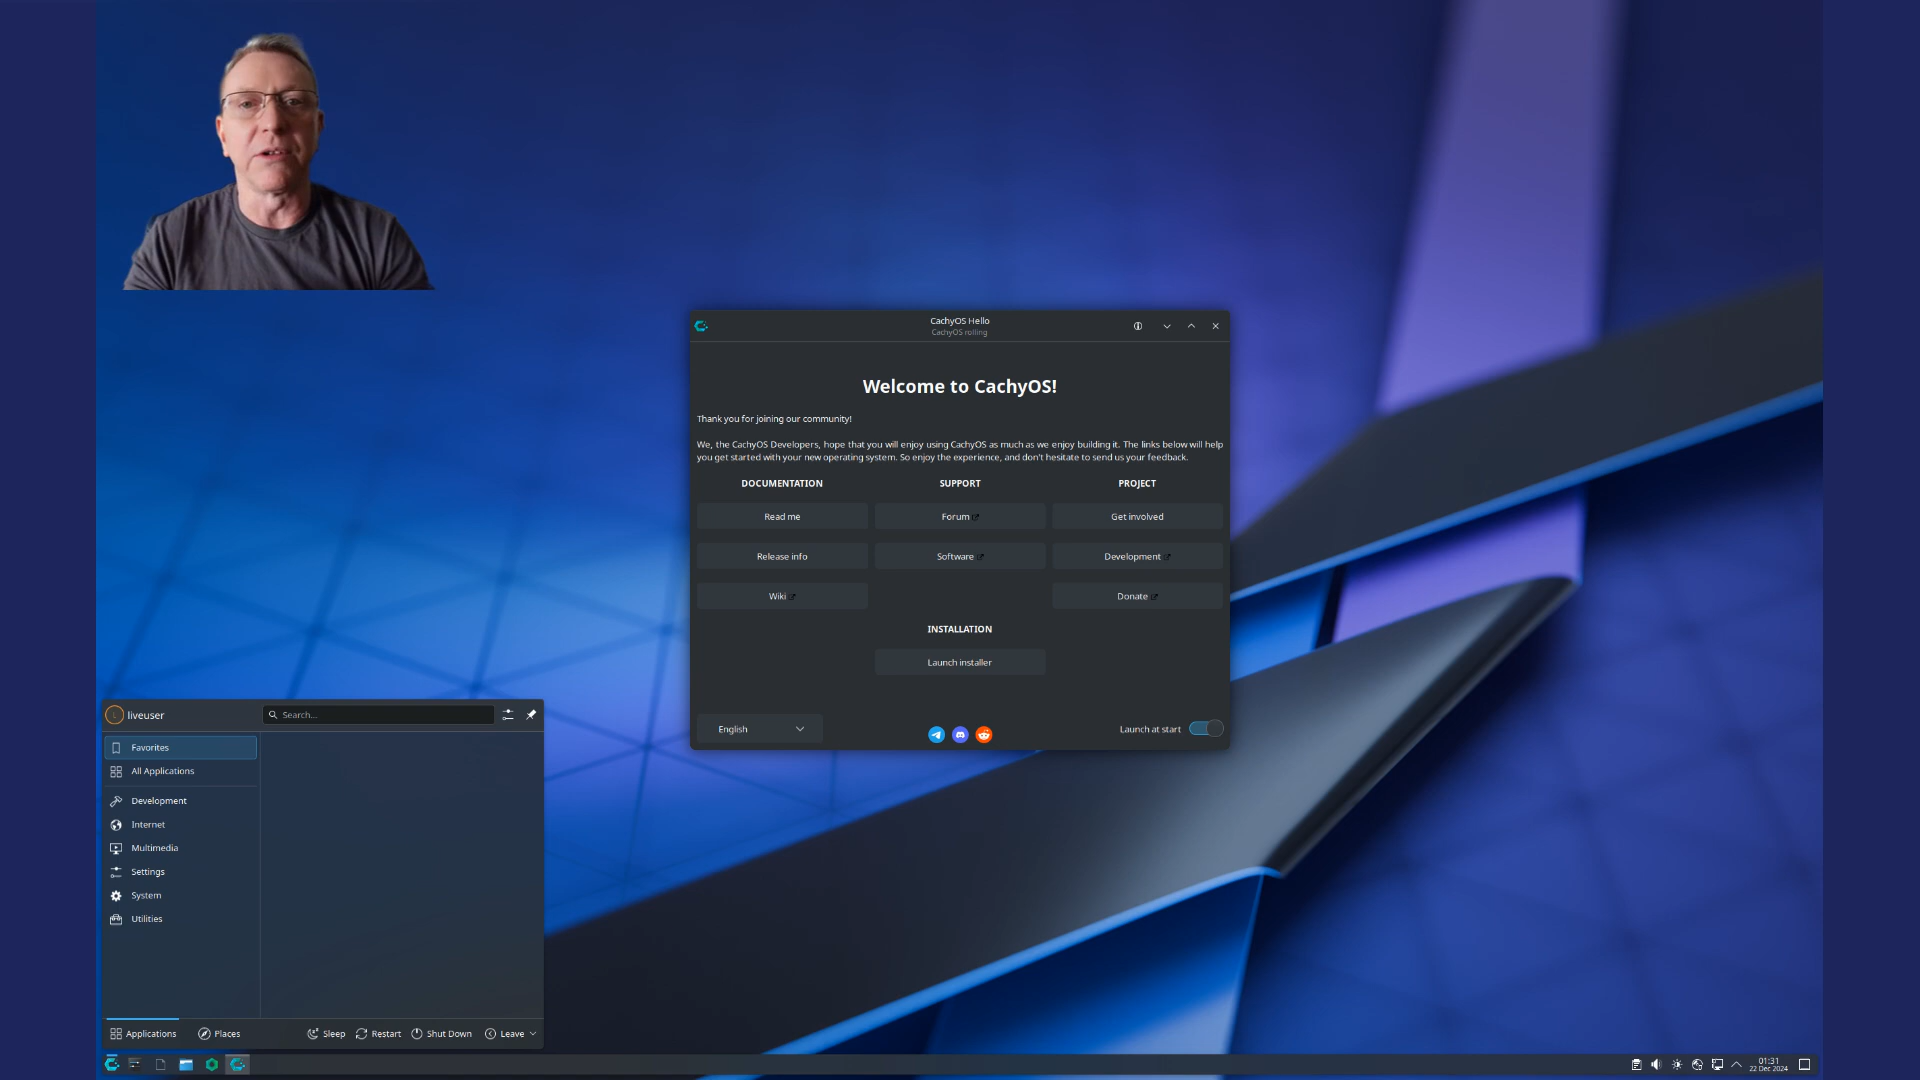 CachyOS Hello
CachyOS rolling
Welcome to CachyOS!
Thank you for joining our community!
We, the CachyOS Developers, hope that you will enjoy using CachyOS as much as we enjoy building it. The links below will help
you get started with your new operating system. So enjoy the experience, and don't hesitate to send us your feedback.
DOCUMENTATION
SUPPORT
PROJECT
Read me
Forum
Get involved
Release info
Software
Development
Wiki
Donate
INSTALLATION
Launch installer
English
Launch at start
L
liveuser
Search...
Favorites
All Applications
Development
Internet
Multimedia
Settings
System
Utilities
Applications
Places
Sleep
Restart
Shut Down
Leave
01:31
22 Dec 2024